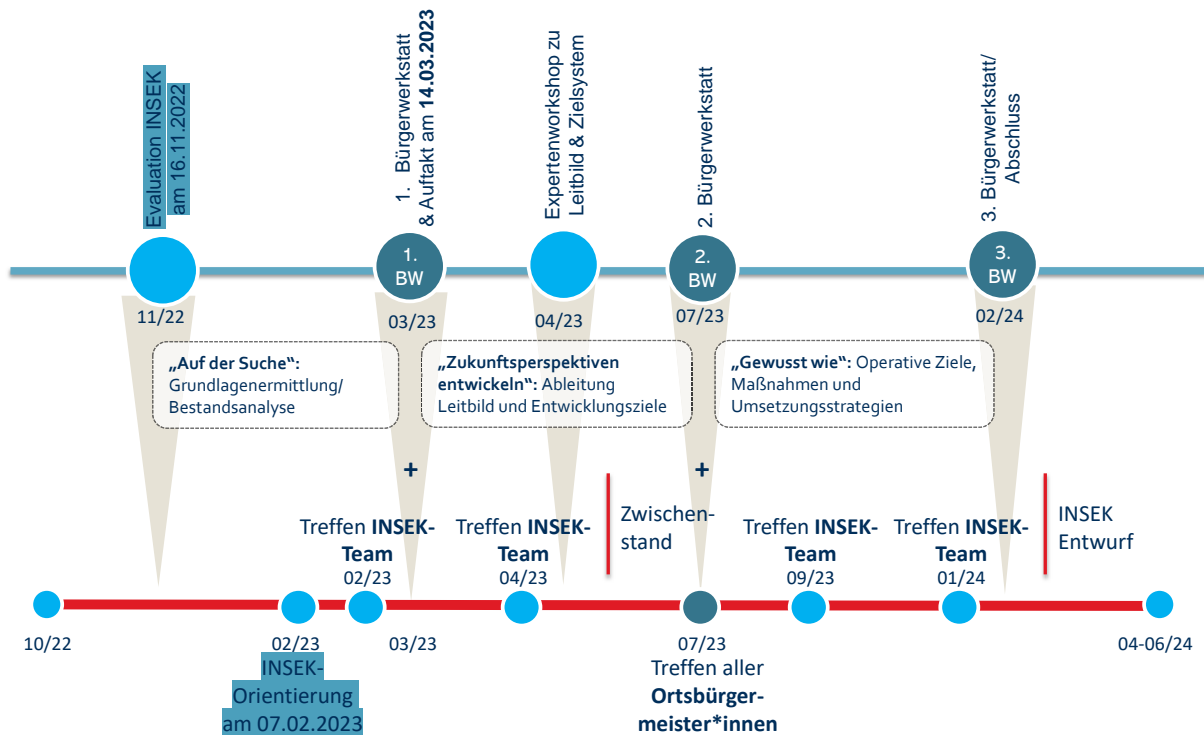 Evaluation INSEK
am 16.11.2022
1. Bürgerwerkstatt
& Auftakt am 14.03.2023
Expertenworkshop zu
Leitbild & Zielsystem
2. Bürgerwerkstatt
3. Bürgerwerkstatt/
Abschluss
1.
BW
2.
BW
3.
BW
11/22
03/23
04/23
07/23
02/24
„Auf der Suche“:
Grundlagenermittlung/
Bestandsanalyse
„Zukunftsperspektiven
entwickeln“: Ableitung
Leitbild und Entwicklungsziele
„Gewusst wie“: Operative Ziele,
Maßnahmen und
Umsetzungsstrategien
+
+
Treffen INSEK-
Team
02/23
Treffen INSEK-
Team
04/23
Zwischen-
stand
Treffen INSEK-
Team
09/23
Treffen INSEK-
Team
01/24
INSEK
Entwurf
10/22
02/23
INSEK-
Orientierung
am 07.02.2023
03/23
07/23
Treffen aller
Ortsbürger-
meister*innen
04-06/24